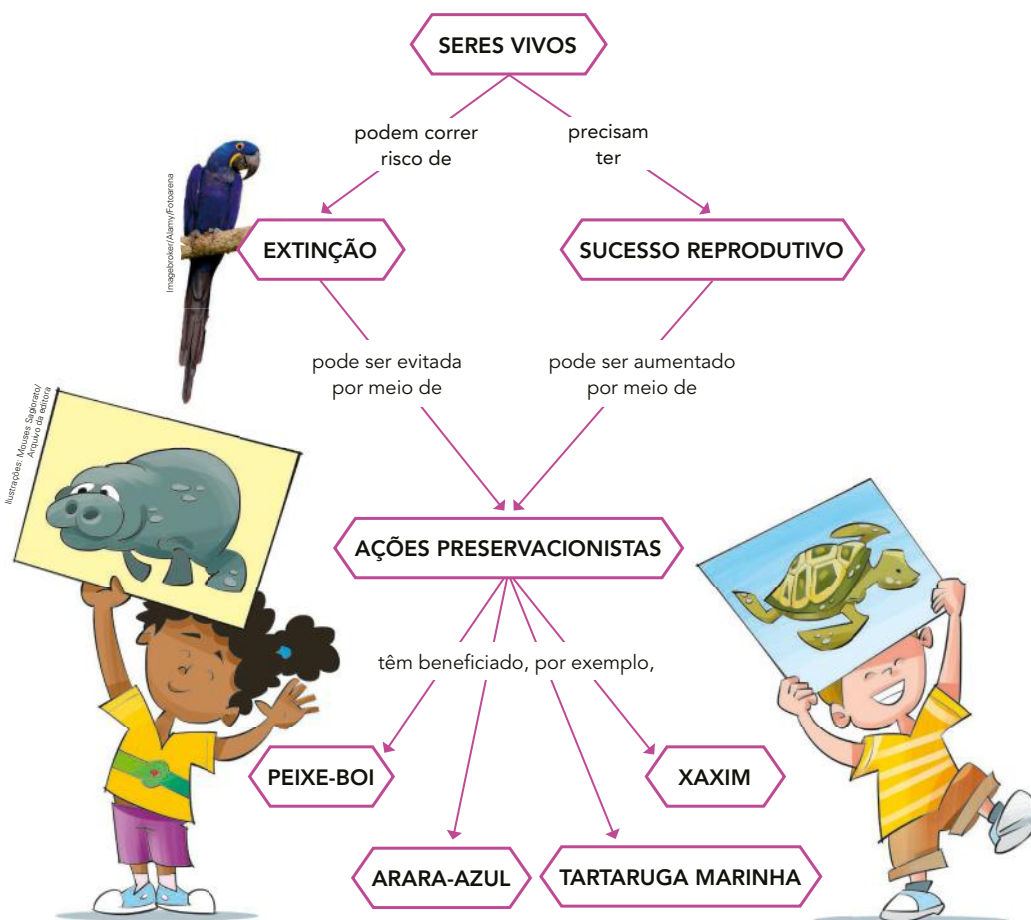 SERES VIVOS
podem correr
risco de
precisam
ter
Imagebroker/Alamy/Fotoarena
EXTINÇÃO
SUCESSO REPRODUTIVO
pode ser evitada
por meio de
pode ser aumentado
por meio de
Ilustrações: Mouses Sagiorato/
Arquivo da editora
AÇÕES PRESERVACIONISTAS
têm beneficiado, por exemplo,
PEIXE-BOI
XAXIM
ARARA-AZUL
TARTARUGA MARINHA